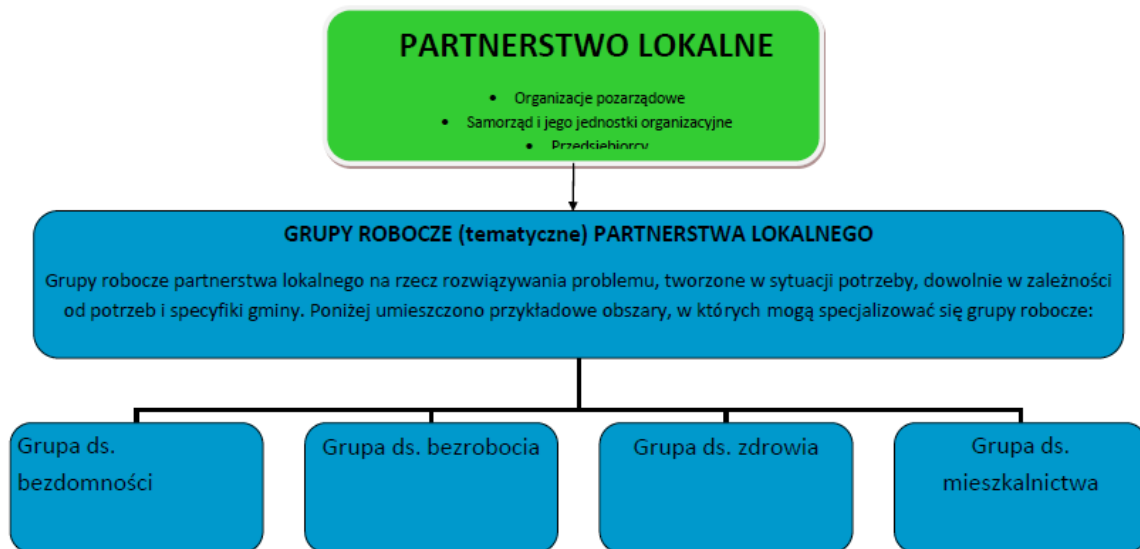 PARTNERSTWO LOKALNE
• Organizacje pozarządowe
• Samorząd i jego jednostki organizacyjne
• Przedsiębiorcy
GRUPY ROBOCZE (tematyczne) PARTNERSTWA LOKALNEGO
Grupy robocze partnerstwa lokalnego na rzecz rozwiązywania problemu, tworzone w sytuacji potrzeby, dowolnie w zależności
od potrzeb i specyfiki gminy. Poniżej umieszczono przykładowe obszary, w których mogą specjalizować się grupy robocze:
Grupa ds.
bezdomności
Grupa ds. bezrobocia
Grupa ds. zdrowia
Grupa ds.
mieszkalnictwa